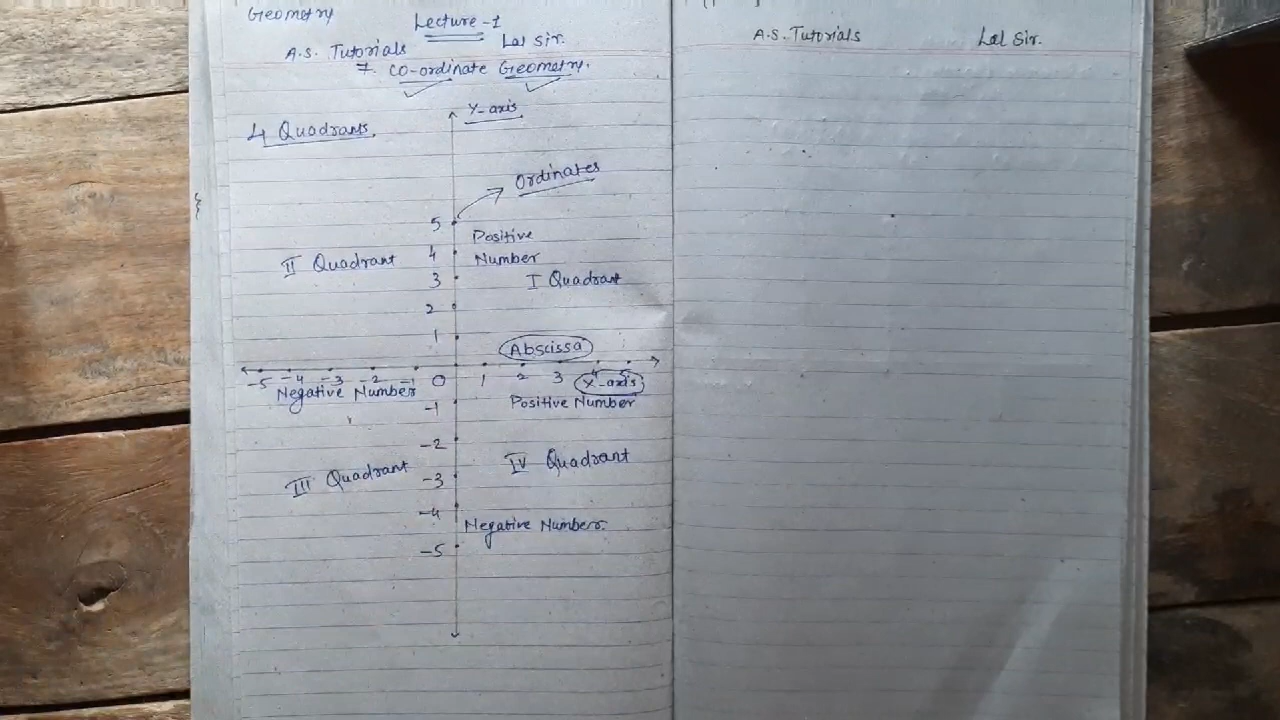 Geometry
Lecture-1
A.S. Tutorials Lal Sir.
7. Co-ordinate Geometry.
Y-axis
4 Quadrants.
Ordinates
5
Positive
4 Number
II Quadrant
3
I Quadrant
2
1
Abscissa
-5 -4 -3 -2 -1 0 1 2 3 4 5
X-axis
Negative Number
-1
Positive Number
-2
IV Quadrant
III Quadrant
-3
-4
Negative Numbers.
-5
A.S. Tutorials Lal Sir.